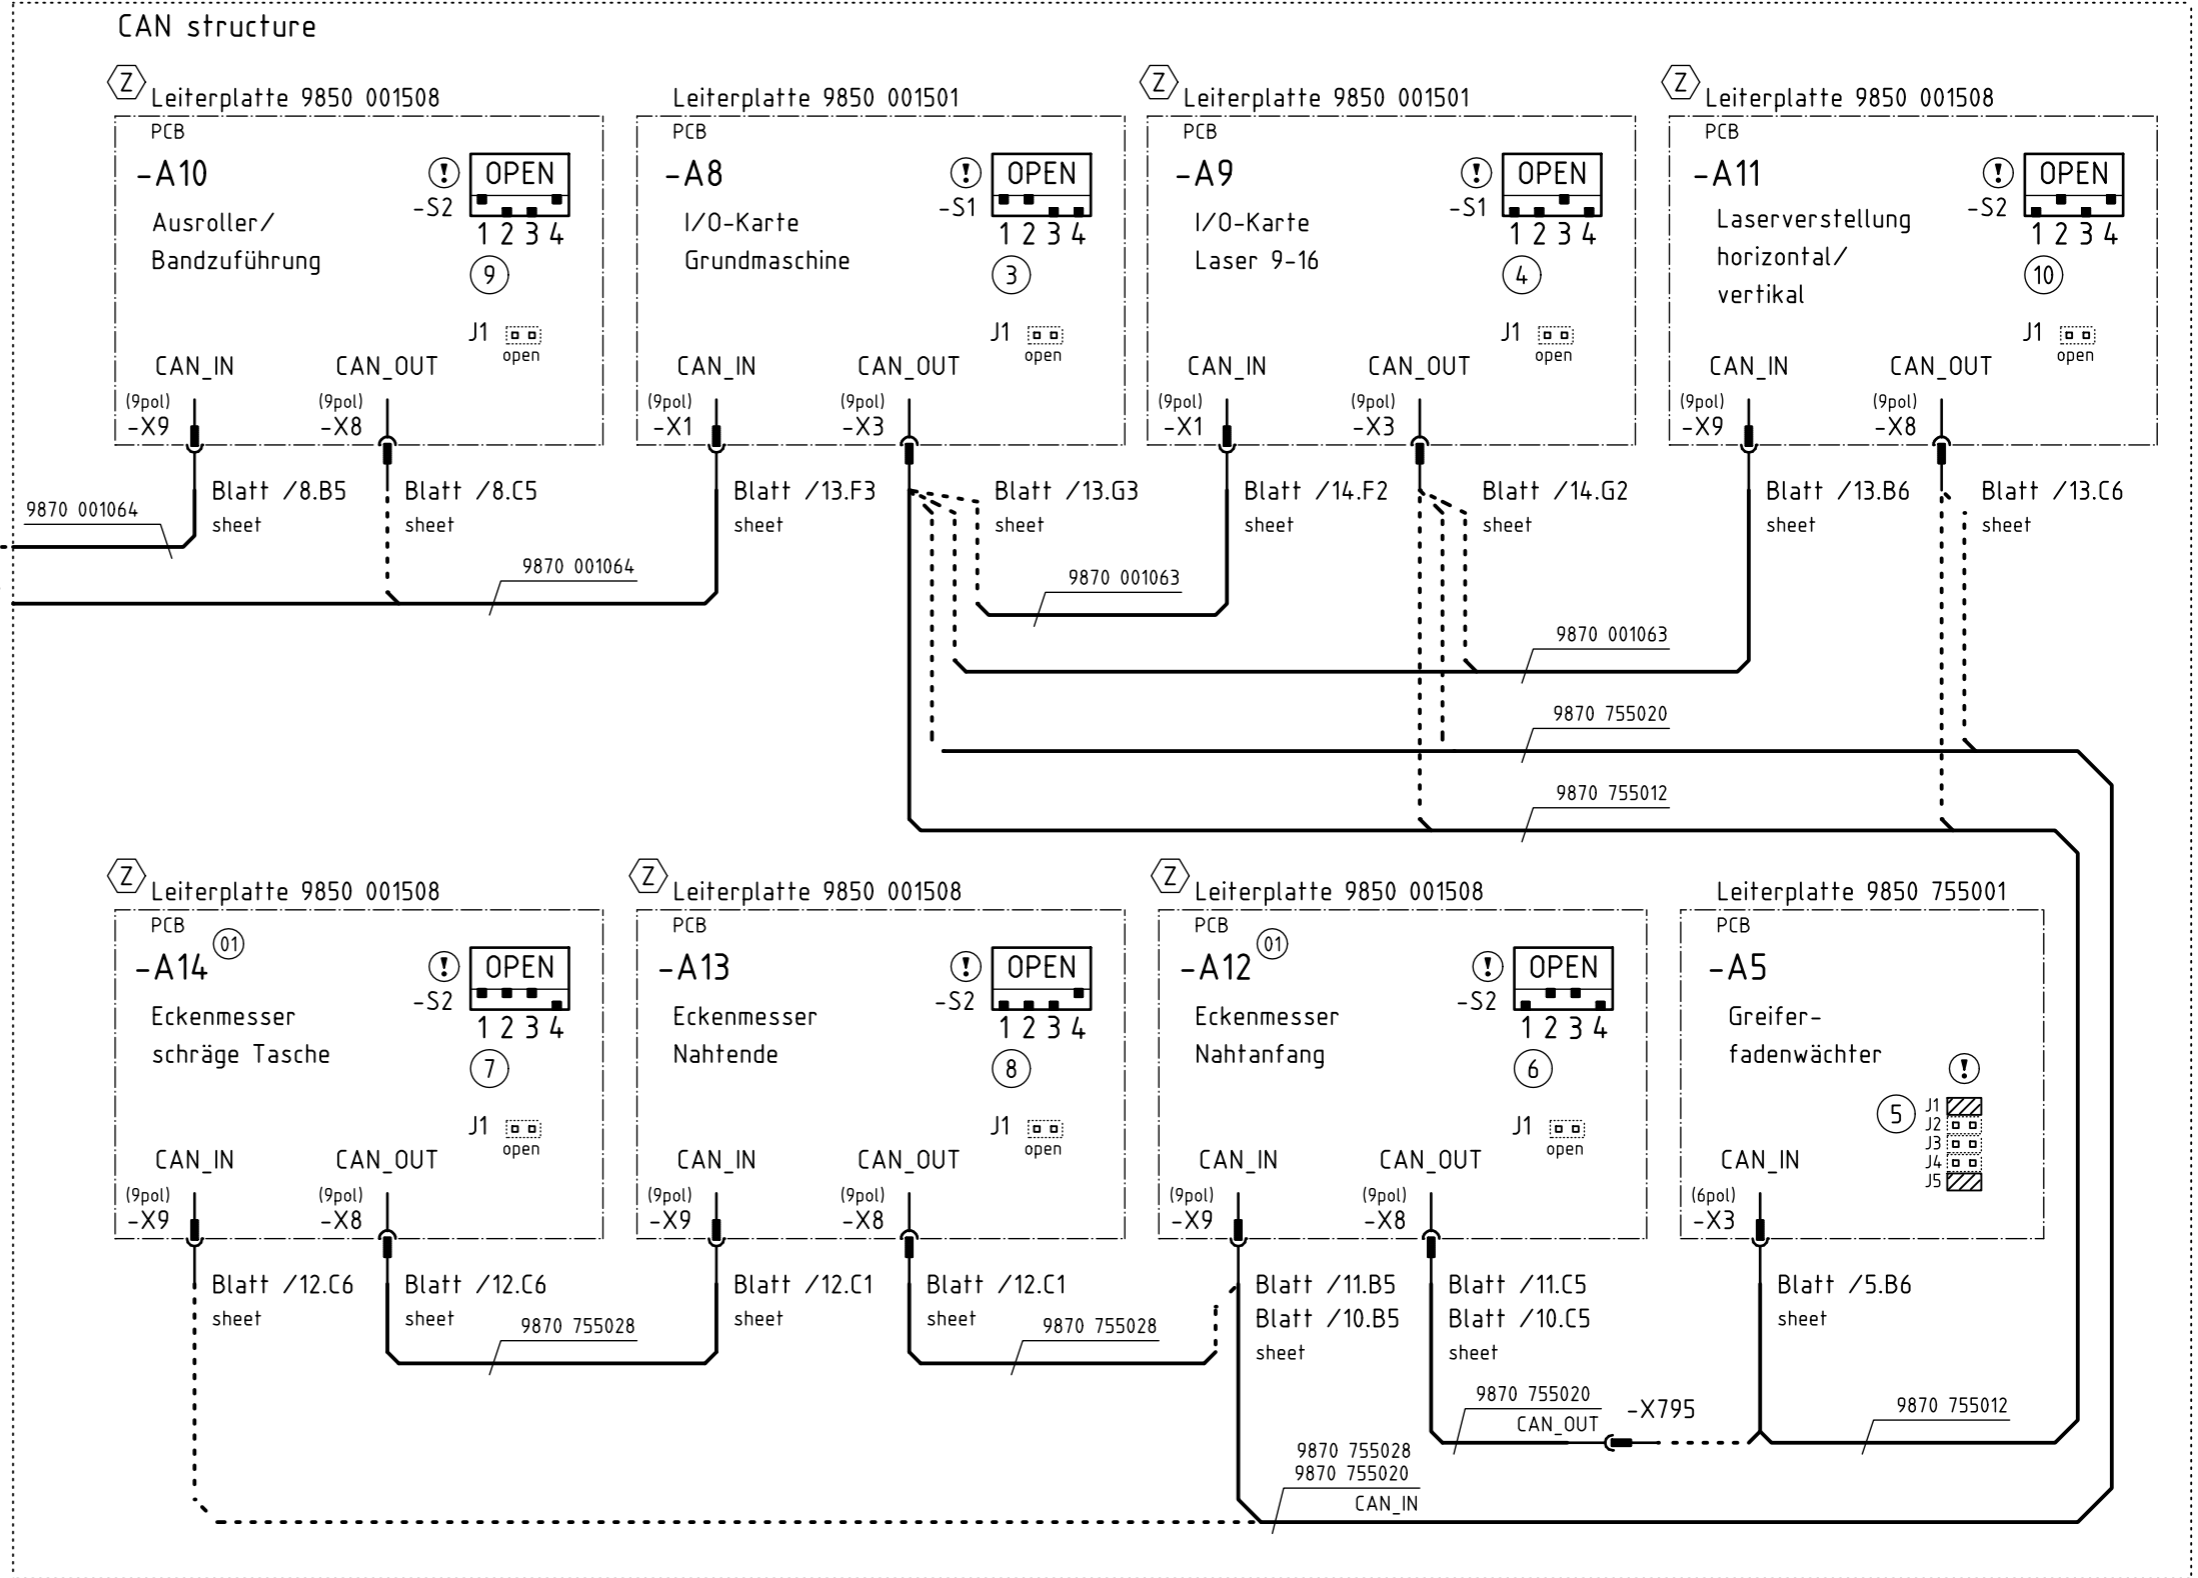 CAN structure
Z Leiterplatte 9850 001508
PCB
-A10
! OPEN
-S2
1 2 3 4
Ausroller/
Bandzuführung
9
J1
open
CAN_IN CAN_OUT
(9pol) (9pol)
-X9 -X8
Blatt /8.B5 Blatt /8.C5
sheet sheet
9870 001064
9870 001064
Leiterplatte 9850 001501
PCB
-A8
! OPEN
-S1
1 2 3 4
I/O-Karte
Grundmaschine
3
J1
open
CAN_IN CAN_OUT
(9pol) (9pol)
-X1 -X3
Blatt /13.F3 Blatt /13.G3
sheet sheet
9870 001063
Z Leiterplatte 9850 001501
PCB
-A9
! OPEN
-S1
1 2 3 4
I/O-Karte
Laser 9-16
4
J1
open
CAN_IN CAN_OUT
(9pol) (9pol)
-X1 -X3
Blatt /14.F2 Blatt /14.G2
sheet sheet
9870 001063
9870 755020
9870 755012
Z Leiterplatte 9850 001508
PCB
-A11
! OPEN
-S2
1 2 3 4
Laserverstellung
horizontal/
vertikal
10
J1
open
CAN_IN CAN_OUT
(9pol) (9pol)
-X9 -X8
Blatt /13.B6 Blatt /13.C6
sheet sheet
Z Leiterplatte 9850 001508
PCB
-A14 01
! OPEN
-S2
1 2 3 4
Eckenmesser
schräge Tasche
7
J1
open
CAN_IN CAN_OUT
(9pol) (9pol)
-X9 -X8
Blatt /12.C6 Blatt /12.C6
sheet sheet
9870 755028
Z Leiterplatte 9850 001508
PCB
-A13
! OPEN
-S2
1 2 3 4
Eckenmesser
Nahtende
8
J1
open
CAN_IN CAN_OUT
(9pol) (9pol)
-X9 -X8
Blatt /12.C1 Blatt /12.C1
sheet sheet
9870 755028
Z Leiterplatte 9850 001508
PCB
-A12 01
! OPEN
-S2
1 2 3 4
Eckenmesser
Nahtanfang
6
J1
open
CAN_IN CAN_OUT
(9pol) (9pol)
-X9 -X8
Blatt /11.B5 Blatt /11.C5
Blatt /10.B5 Blatt /10.C5
sheet sheet
9870 755020
CAN_OUT
-X795
9870 755028
9870 755020
CAN_IN
Leiterplatte 9850 755001
PCB
-A5
Greifer-
fadenwächter
!
5
J1
J2
J3
J4
J5
CAN_IN
(6pol)
-X3
Blatt /5.B6
sheet
9870 755012